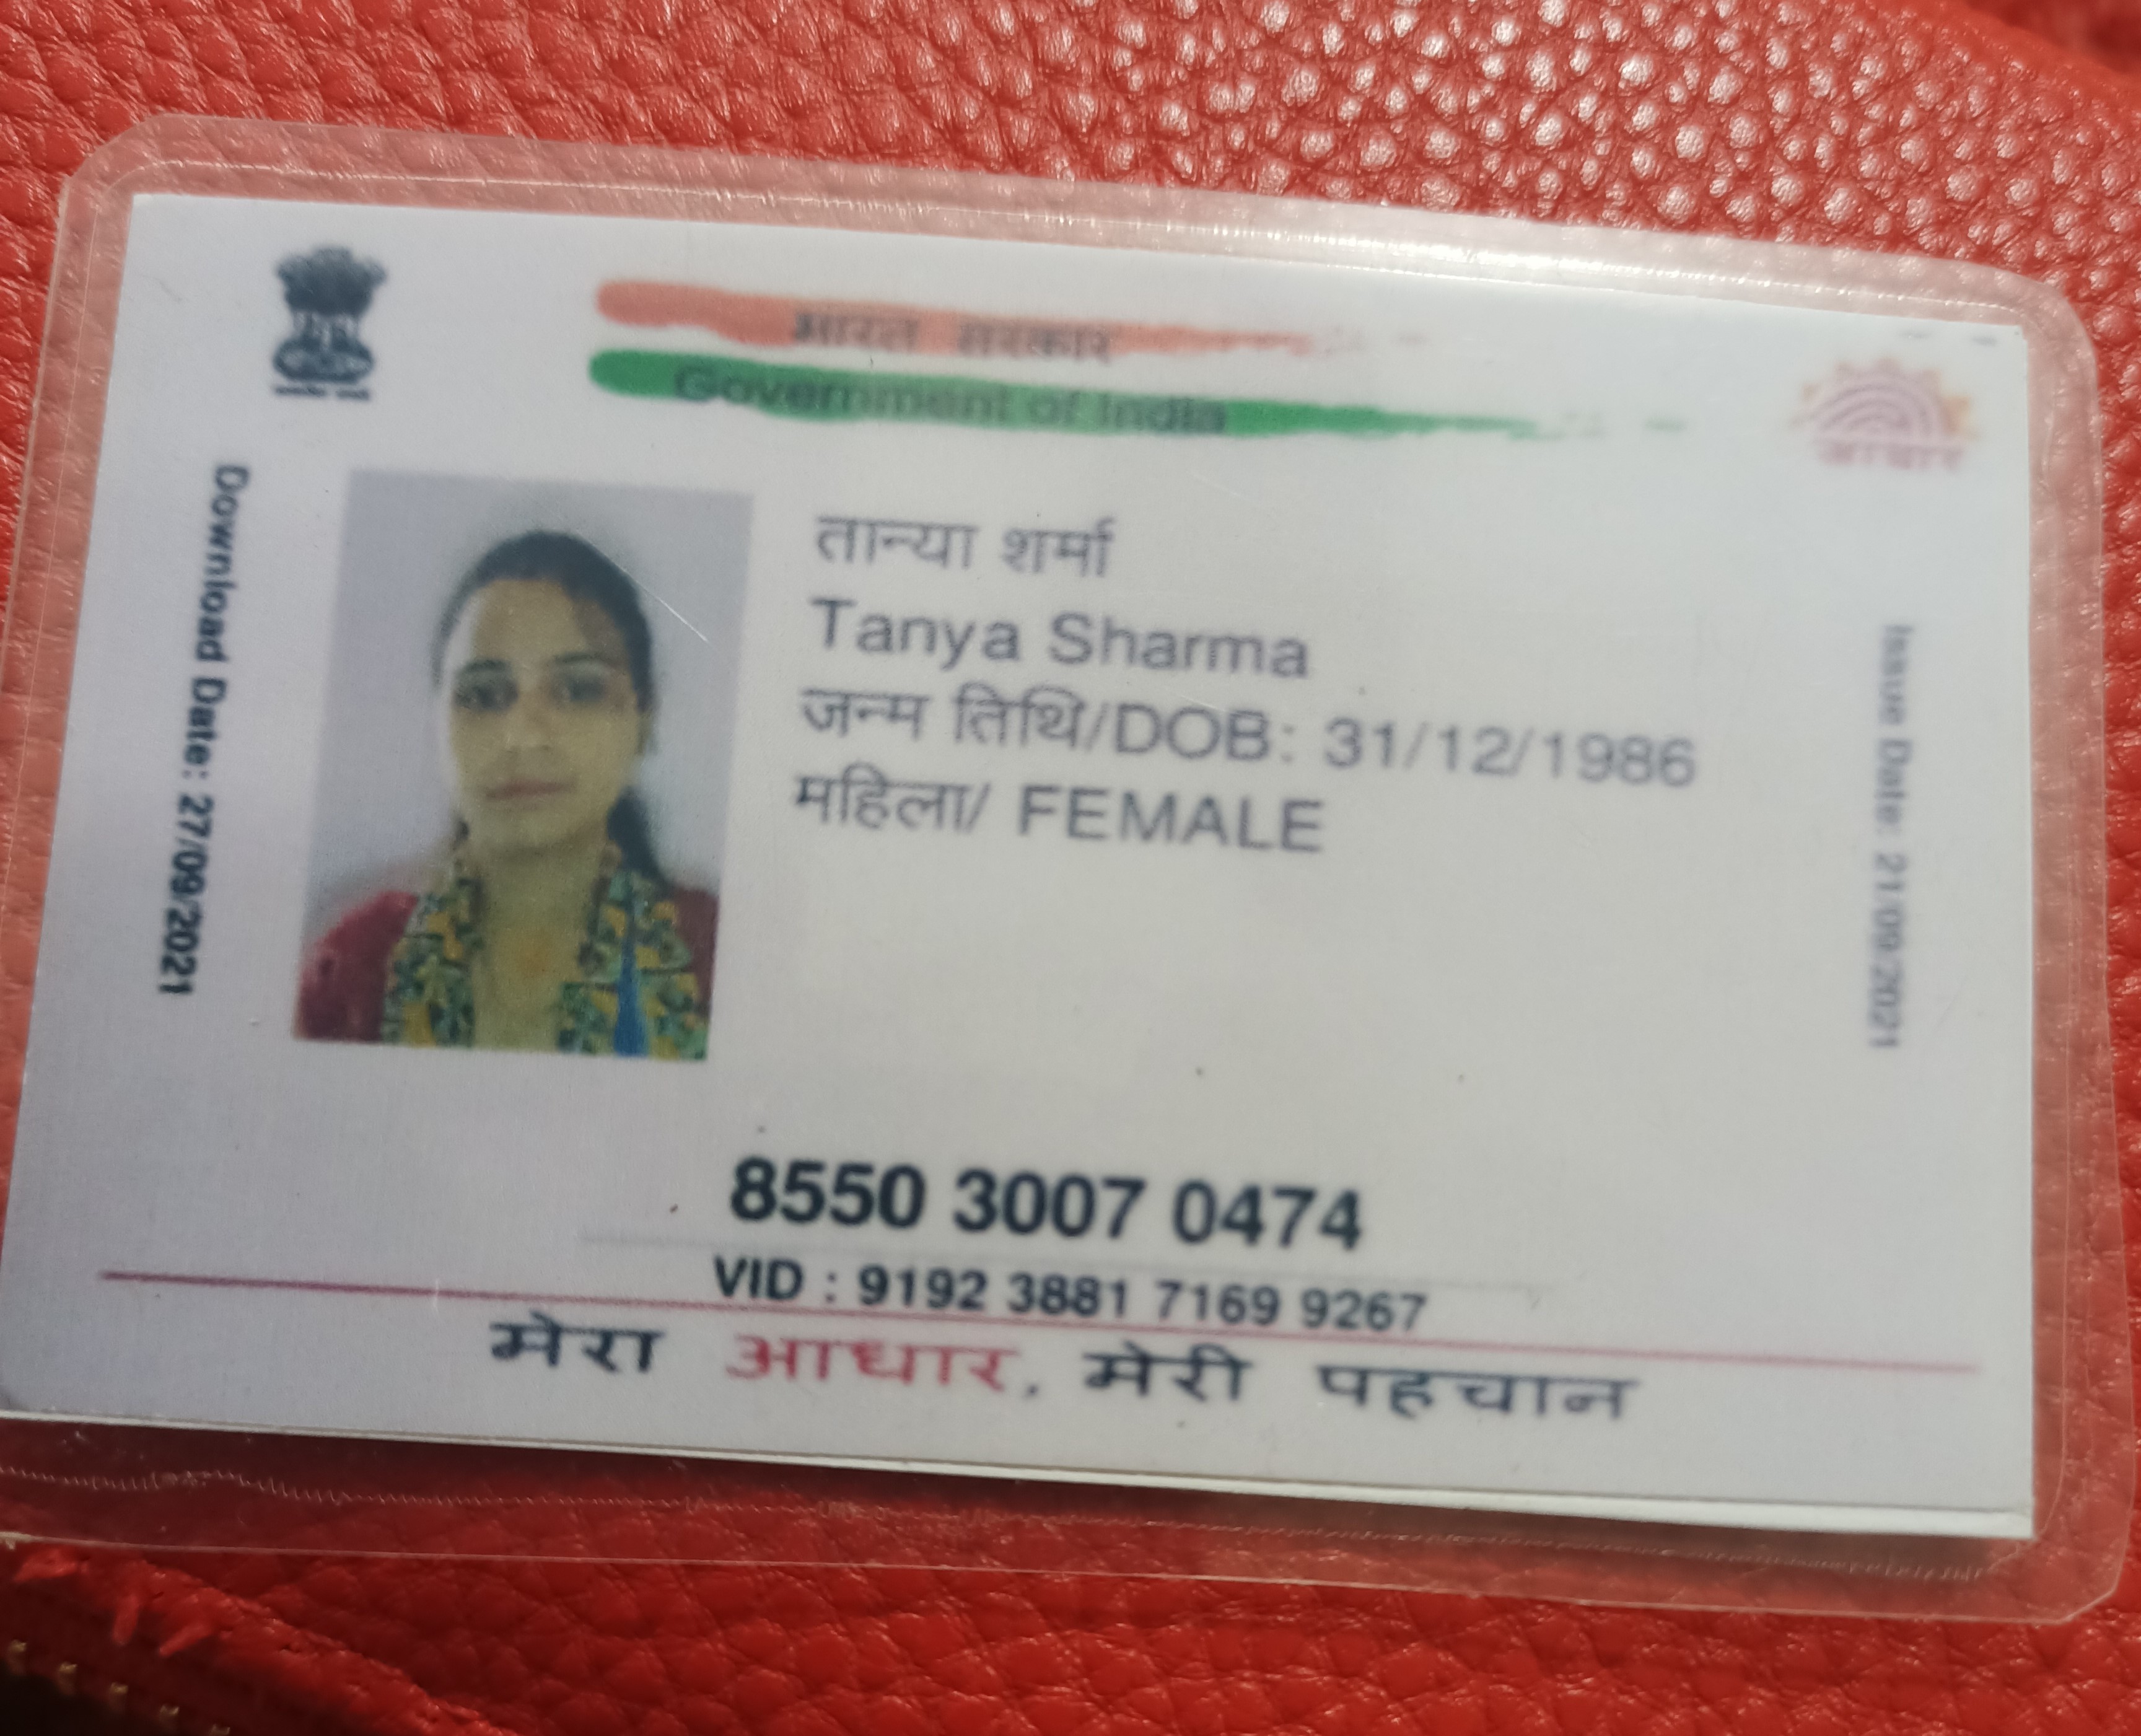 भारत सरकार
Government of India
आधार
Download Date: 27/09/2021
तान्या शर्मा
Tanya Sharma
जन्म तिथि/DOB: 31/12/1986
महिला/ FEMALE
Issue Date: 21/09/2021
8550 3007 0474
VID : 9192 3881 7169 9267
मेरा आधार, मेरी पहचान